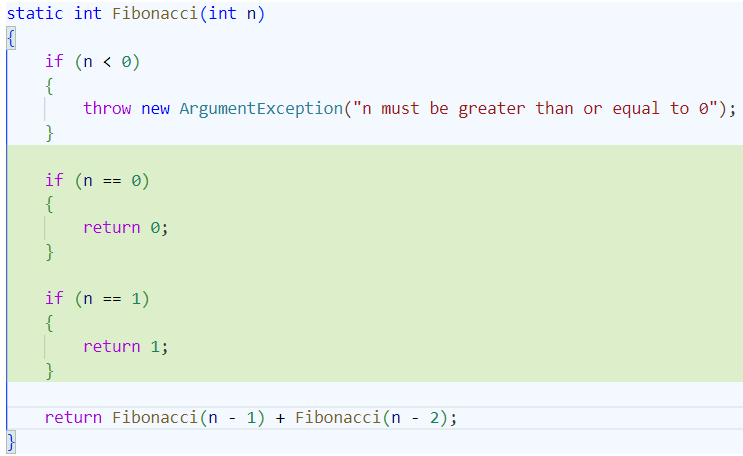 static int Fibonacci(int n)
{
    if (n < 0)
    {
        throw new ArgumentException("n must be greater than or equal to 0");
    }

    if (n == 0)
    {
        return 0;
    }

    if (n == 1)
    {
        return 1;
    }

    return Fibonacci(n - 1) + Fibonacci(n - 2);
}